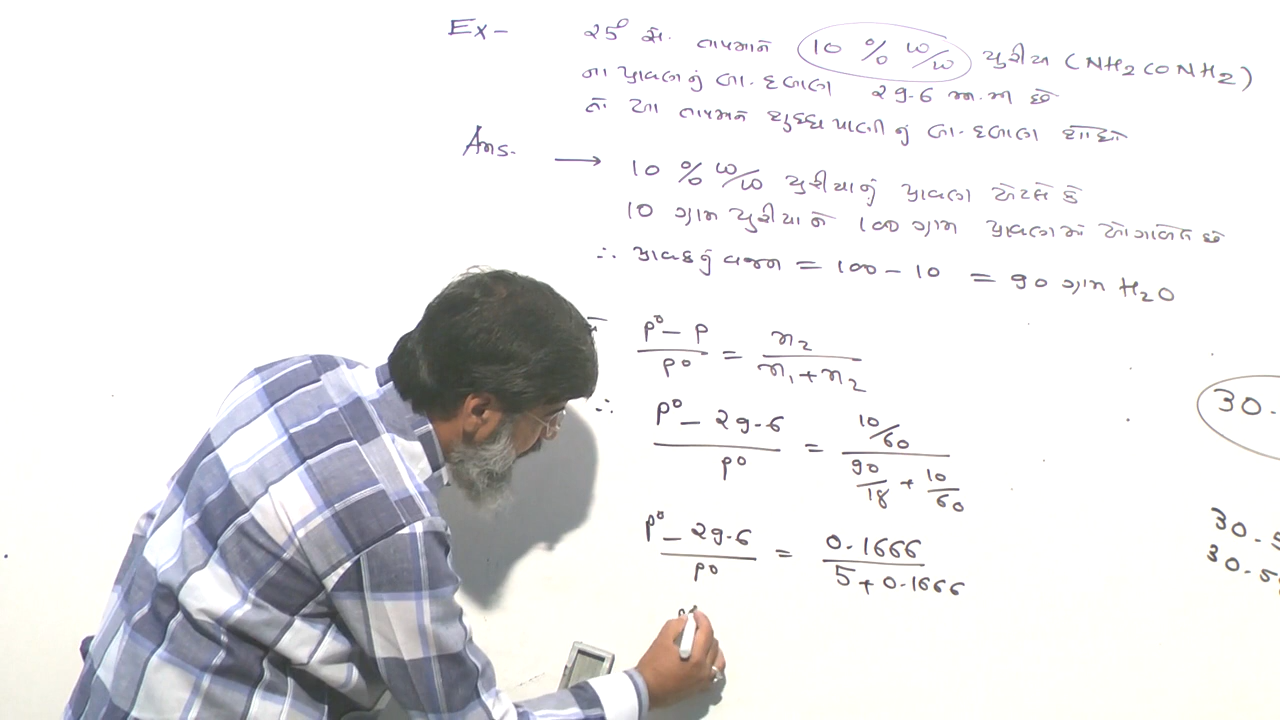 Ex- ૨5° સે. તાપમાને 10 % w/w યુરીયા (NH2CONH2)
ના દ્રાવણનું બા.દબાણ ૨9.6 મ.મ છે
તો આ તાપમાને શુધ્ધ પાણીનું બા.દબાણ શોધો
Ans. → 10 % w/w યુરીયાનું દ્રાવણ એટલે કે
10 ગ્રામ યુરીયાને 100 ગ્રામ દ્રાવણમાં ઓગાળેલ છે
∴ દ્રાવકનું વજન = 100 - 10 = 90 ગ્રામ H2O
p° - p / p° = n2 / n1 + n2
∴ p° - 29.6 / p° = 10/60 / 90/18 + 10/60
p° - 29.6 / p° = 0.1666 / 5 + 0.1666
30.
30.5
30.5